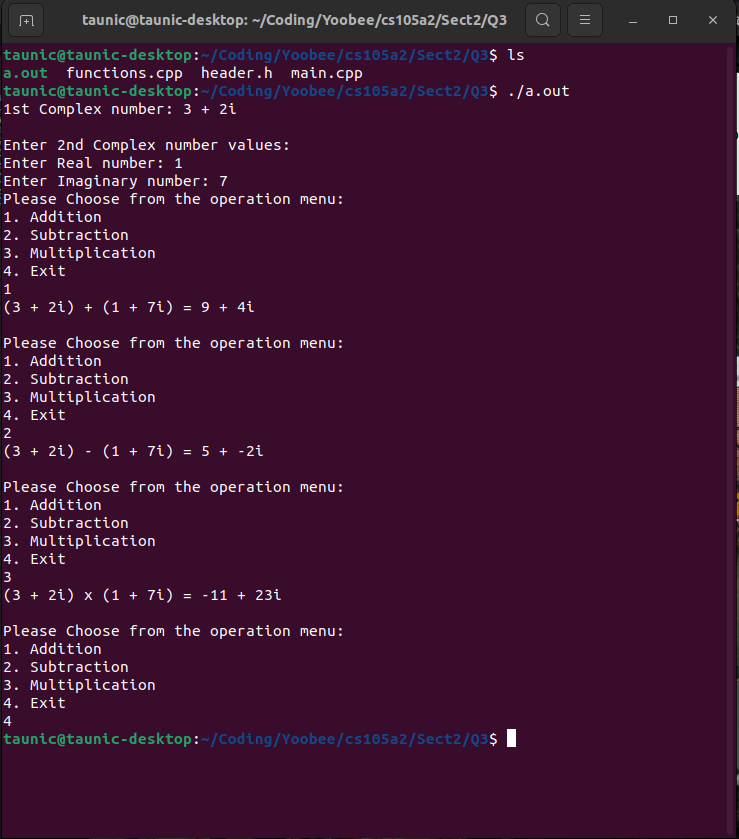 taunic@taunic-desktop: ~/Coding/Yoobee/cs105a2/Sect2/Q3
taunic@taunic-desktop:~/Coding/Yoobee/cs105a2/Sect2/Q3$ ls
a.out  functions.cpp  header.h  main.cpp
taunic@taunic-desktop:~/Coding/Yoobee/cs105a2/Sect2/Q3$ ./a.out
1st Complex number: 3 + 2i

Enter 2nd Complex number values:
Enter Real number: 1
Enter Imaginary number: 7
Please Choose from the operation menu:
1. Addition
2. Subtraction
3. Multiplication
4. Exit
1
(3 + 2i) + (1 + 7i) = 9 + 4i

Please Choose from the operation menu:
1. Addition
2. Subtraction
3. Multiplication
4. Exit
2
(3 + 2i) - (1 + 7i) = 5 + -2i

Please Choose from the operation menu:
1. Addition
2. Subtraction
3. Multiplication
4. Exit
3
(3 + 2i) x (1 + 7i) = -11 + 23i

Please Choose from the operation menu:
1. Addition
2. Subtraction
3. Multiplication
4. Exit
4
taunic@taunic-desktop:~/Coding/Yoobee/cs105a2/Sect2/Q3$